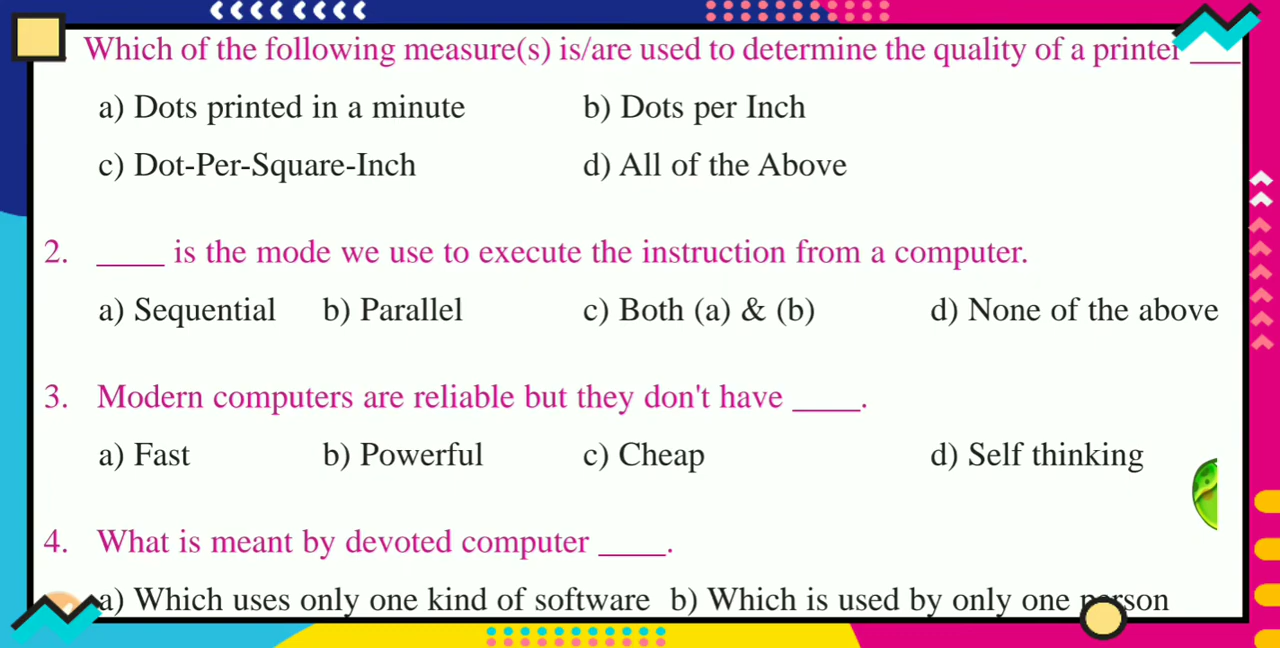 Which of the following measure(s) is/are used to determine the quality of a printer ____
a) Dots printed in a minute b) Dots per Inch
c) Dot-Per-Square-Inch d) All of the Above
2. ____ is the mode we use to execute the instruction from a computer.
a) Sequential b) Parallel c) Both (a) & (b) d) None of the above
3. Modern computers are reliable but they don't have ____.
a) Fast b) Powerful c) Cheap d) Self thinking
4. What is meant by devoted computer ____.
a) Which uses only one kind of software b) Which is used by only one person